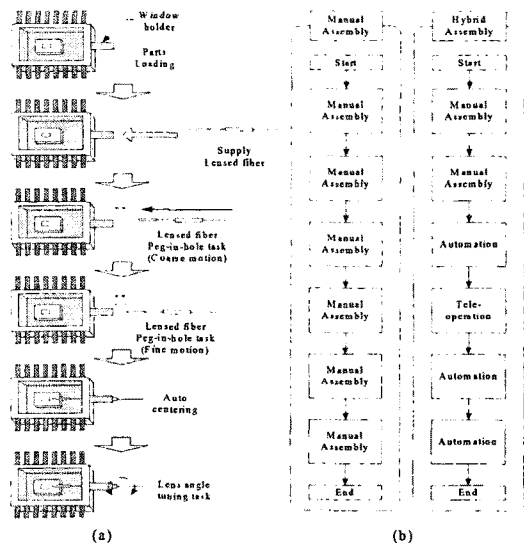 Window
holder
Parts
Loading
Supply
Lensed fiber
Lensed fiber
Peg-in-hole task
(Coarse motion)
Lensed fiber
Peg-in-hole task
(Fine motion)
Auto
centering
Lens angle
tuning task
(a)
Manual
Assembly
Start
Manual
Assembly
Manual
Assembly
Manual
Assembly
Manual
Assembly
Manual
Assembly
Manual
Assembly
End
Hybrid
Assembly
Start
Manual
Assembly
Manual
Assembly
Automation
Tele-
operation
Automation
Automation
End
(b)